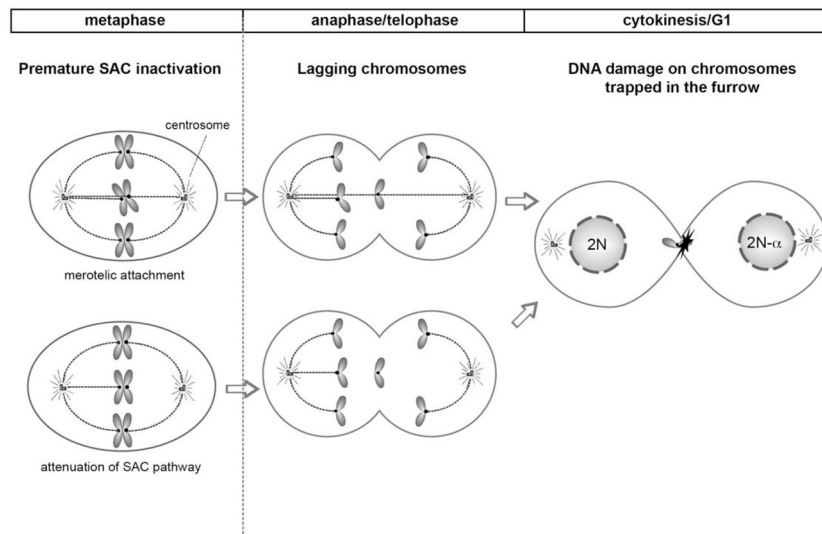 metaphase
anaphase/telophase
cytokinesis/G1
Premature SAC inactivation
Lagging chromosomes
DNA damage on chromosomes
trapped in the furrow
centrosome
merotelic attachment
2N
2N-α
attenuation of SAC pathway